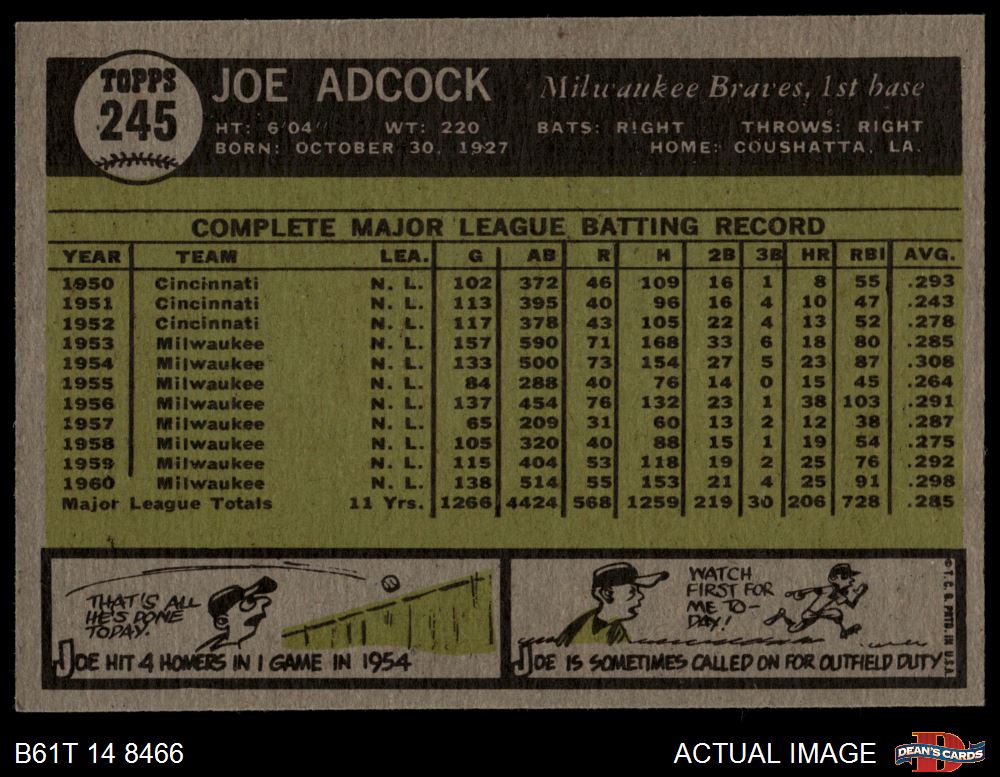 TOPPS
245
JOE ADCOCK
Milwaukee Braves, 1st base
HT: 6'04" WT: 220 BATS: RIGHT THROWS: RIGHT
BORN: OCTOBER 30, 1927 HOME: COUSHATTA, LA.
COMPLETE MAJOR LEAGUE BATTING RECORD
YEAR TEAM LEA. G AB R H 2B 3B HR RBI AVG.
1950 Cincinnati N. L. 102 372 46 109 16 1 8 55 .293
1951 Cincinnati N. L. 113 395 40 96 16 4 10 47 .243
1952 Cincinnati N. L. 117 378 43 105 22 4 13 52 .278
1953 Milwaukee N. L. 157 590 71 168 33 6 18 80 .285
1954 Milwaukee N. L. 133 500 73 154 27 5 23 87 .308
1955 Milwaukee N. L. 84 288 40 76 14 0 15 45 .264
1956 Milwaukee N. L. 137 454 76 132 23 1 38 103 .291
1957 Milwaukee N. L. 65 209 31 60 13 2 12 38 .287
1958 Milwaukee N. L. 105 320 40 88 15 1 19 54 .275
1959 Milwaukee N. L. 115 404 53 118 19 2 25 76 .292
1960 Milwaukee N. L. 138 514 55 153 21 4 25 91 .298
Major League Totals 11 Yrs. 1266 4424 568 1259 219 30 206 728 .285
THAT'S ALL
HE'S DONE
TODAY.
JOE HIT 4 HOMERS IN 1 GAME IN 1954
WATCH
FIRST FOR
ME TO-
DAY!
JOE IS SOMETIMES CALLED ON FOR OUTFIELD DUTY
© T. C. G. PRTD. IN U.S.A.
B61T 14 8466
ACTUAL IMAGE
DEAN'S CARDS